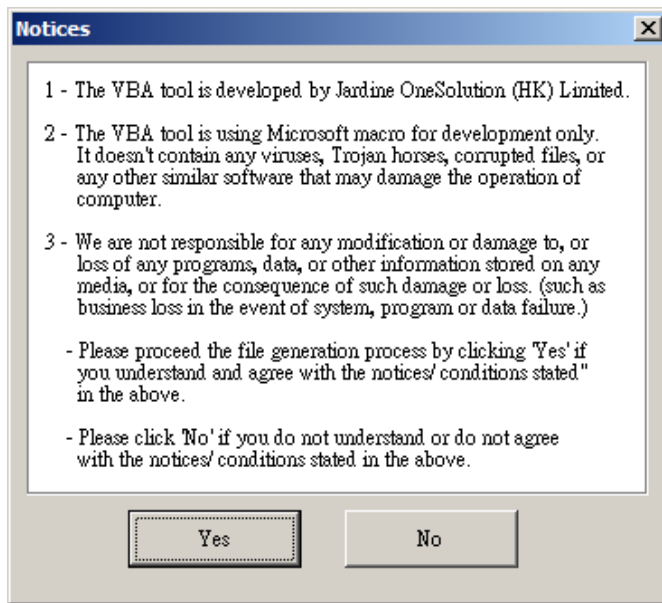 Notices
1 - The VBA tool is developed by Jardine OneSolution (HK) Limited.
2 - The VBA tool is using Microsoft macro for development only.
It doesn't contain any viruses, Trojan horses, corrupted files, or
any other similar software that may damage the operation of
computer.
3 - We are not responsible for any modification or damage to, or
loss of any programs, data, or other information stored on any
media, or for the consequence of such damage or loss. (such as
business loss in the event of system, program or data failure.)
- Please proceed the file generation process by clicking 'Yes' if
you understand and agree with the notices/ conditions stated"
in the above.
- Please click 'No' if you do not understand or do not agree
with the notices/ conditions stated in the above.
Yes
No